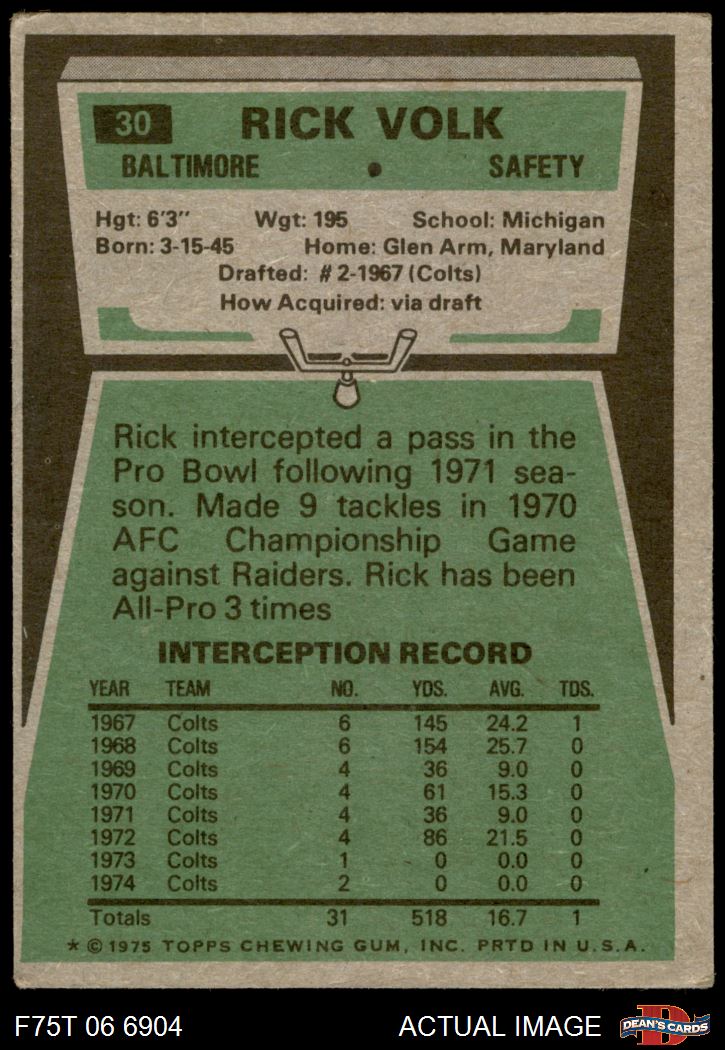 30 RICK VOLK
BALTIMORE • SAFETY
Hgt: 6'3" Wgt: 195 School: Michigan
Born: 3-15-45 Home: Glen Arm, Maryland
Drafted: #2-1967 (Colts)
How Acquired: via draft
Rick intercepted a pass in the
Pro Bowl following 1971 sea-
son. Made 9 tackles in 1970
AFC Championship Game
against Raiders. Rick has been
All-Pro 3 times
INTERCEPTION RECORD
YEAR TEAM NO. YDS. AVG. TDS.
1967 Colts 6 145 24.2 1
1968 Colts 6 154 25.7 0
1969 Colts 4 36 9.0 0
1970 Colts 4 61 15.3 0
1971 Colts 4 36 9.0 0
1972 Colts 4 86 21.5 0
1973 Colts 1 0 0.0 0
1974 Colts 2 0 0.0 0
Totals 31 518 16.7 1
* © 1975 TOPPS CHEWING GUM, INC. PRTD IN U.S.A.
F75T 06 6904 ACTUAL IMAGE D DEAN'S CARDS